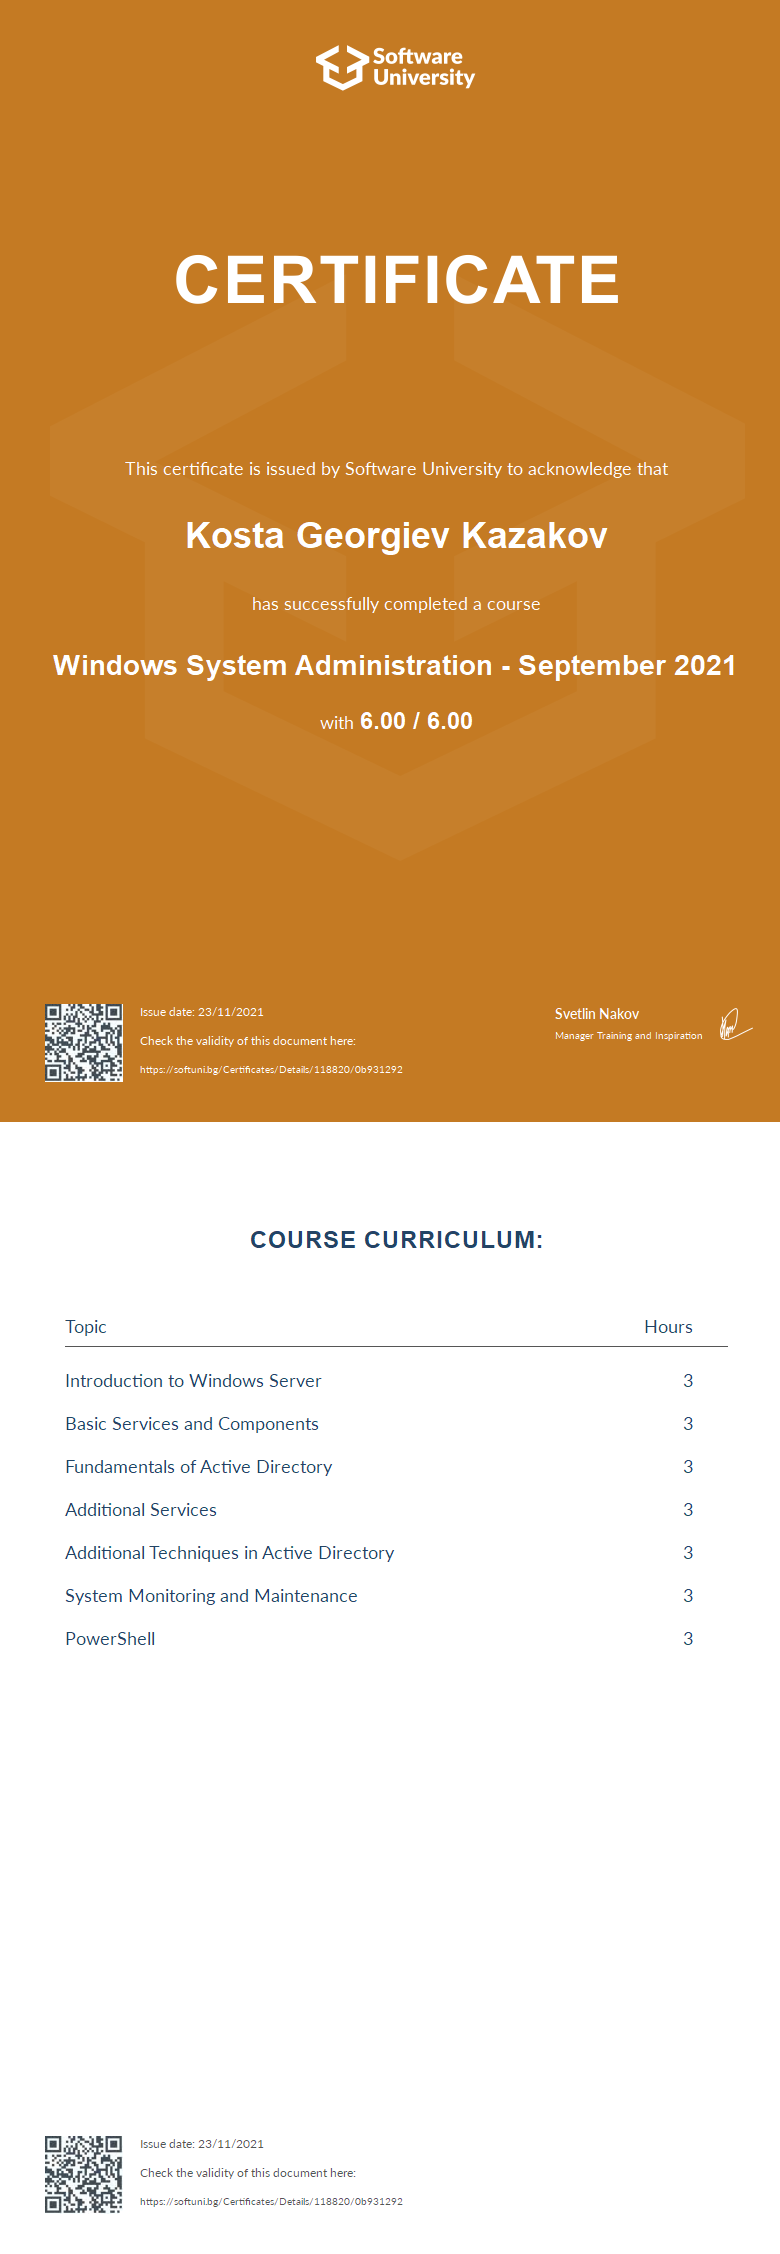 Software
University
CERTIFICATE
This certificate is issued by Software University to acknowledge that
Kosta Georgiev Kazakov
has successfully completed a course
Windows System Administration - September 2021
with 6.00 / 6.00
Issue date: 23/11/2021
Check the validity of this document here:
https://softuni.bg/Certificates/Details/118820/0b931292
Svetlin Nakov
Manager Training and Inspiration
COURSE CURRICULUM:
Topic Hours
Introduction to Windows Server 3
Basic Services and Components 3
Fundamentals of Active Directory 3
Additional Services 3
Additional Techniques in Active Directory 3
System Monitoring and Maintenance 3
PowerShell 3
Issue date: 23/11/2021
Check the validity of this document here:
https://softuni.bg/Certificates/Details/118820/0b931292